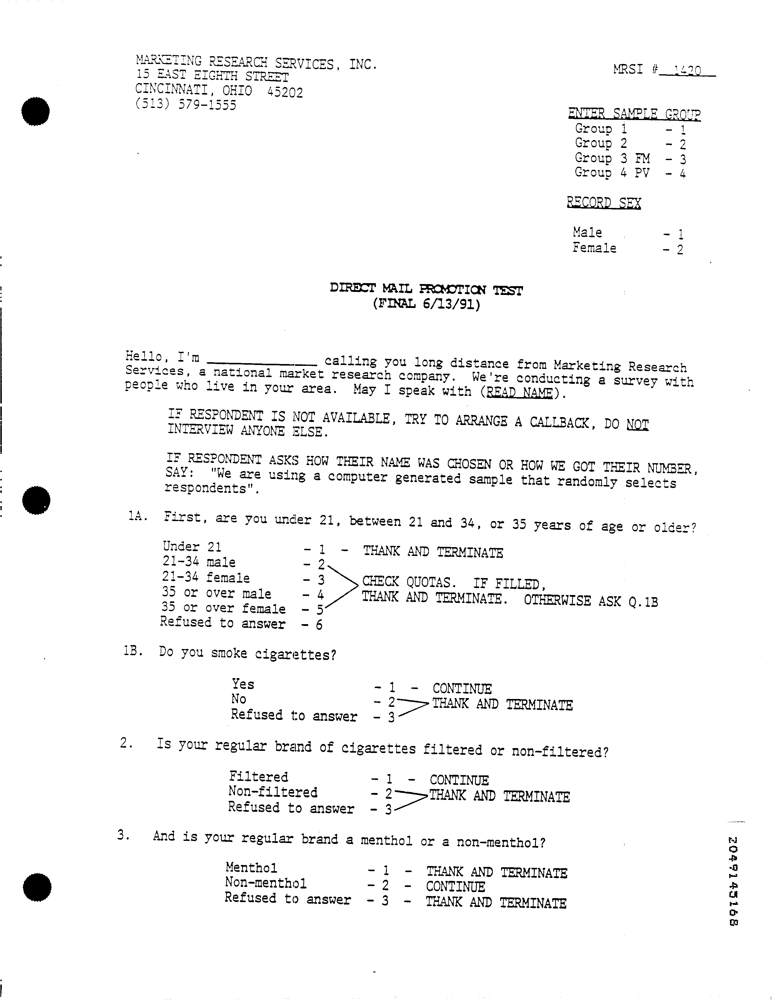 MARKETING RESEARCH SERVICES, INC.
15 EAST EIGHTH STREET
CINCINNATI, OHIO 45202
(513) 579-1555
MRSI # 1420
ENTER SAMPLE GROUP
Group 1 - 1
Group 2 - 2
Group 3 FM - 3
Group 4 PV - 4
RECORD SEX
Male - 1
Female - 2
DIRECT MAIL PROMOTION TEST
(FINAL 6/13/91)
Hello, I'm ________________ calling you long distance from Marketing Research
Services, a national market research company. We're conducting a survey with
people who live in your area. May I speak with (READ NAME).
IF RESPONDENT IS NOT AVAILABLE, TRY TO ARRANGE A CALLBACK, DO NOT
INTERVIEW ANYONE ELSE.
IF RESPONDENT ASKS HOW THEIR NAME WAS CHOSEN OR HOW WE GOT THEIR NUMBER,
SAY: "We are using a computer generated sample that randomly selects
respondents".
1A. First, are you under 21, between 21 and 34, or 35 years of age or older?
Under 21 - 1 - THANK AND TERMINATE
21-34 male - 2
21-34 female - 3 CHECK QUOTAS. IF FILLED,
35 or over male - 4 THANK AND TERMINATE. OTHERWISE ASK Q.1B
35 or over female - 5
Refused to answer - 6
1B. Do you smoke cigarettes?
Yes - 1 - CONTINUE
No - 2 THANK AND TERMINATE
Refused to answer - 3
2. Is your regular brand of cigarettes filtered or non-filtered?
Filtered - 1 - CONTINUE
Non-filtered - 2 THANK AND TERMINATE
Refused to answer - 3
3. And is your regular brand a menthol or a non-menthol?
Menthol - 1 - THANK AND TERMINATE
Non-menthol - 2 - CONTINUE
Refused to answer - 3 - THANK AND TERMINATE
2049145168